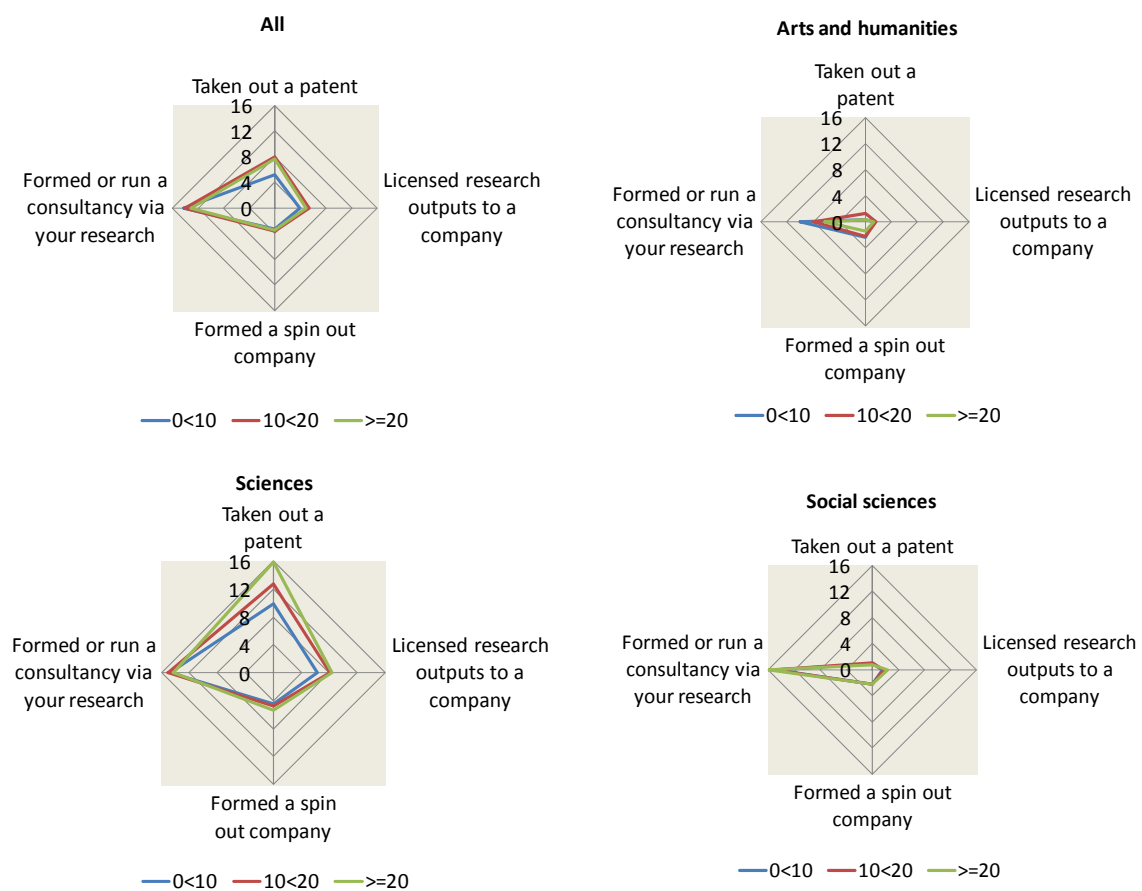 All
Taken out a patent
16
12
8
4
0
Formed or run a
consultancy via
your research
Licensed research
outputs to a
company
Formed a spin out
company
0<10 10<20 >=20
Arts and humanities
Taken out a
patent
16
12
8
4
0
Formed or run a
consultancy via
your research
Licensed research
outputs to a
company
Formed a spin out
company
0<10 10<20 >=20
Sciences
Taken out a
patent
16
12
8
4
0
Formed or run a
consultancy via
your research
Licensed research
outputs to a
company
Formed a spin
out company
0<10 10<20 >=20
Social sciences
Taken out a patent
16
12
8
4
0
Formed or run a
consultancy via
your research
Licensed research
outputs to a
company
Formed a spin out
company
0<10 10<20 >=20